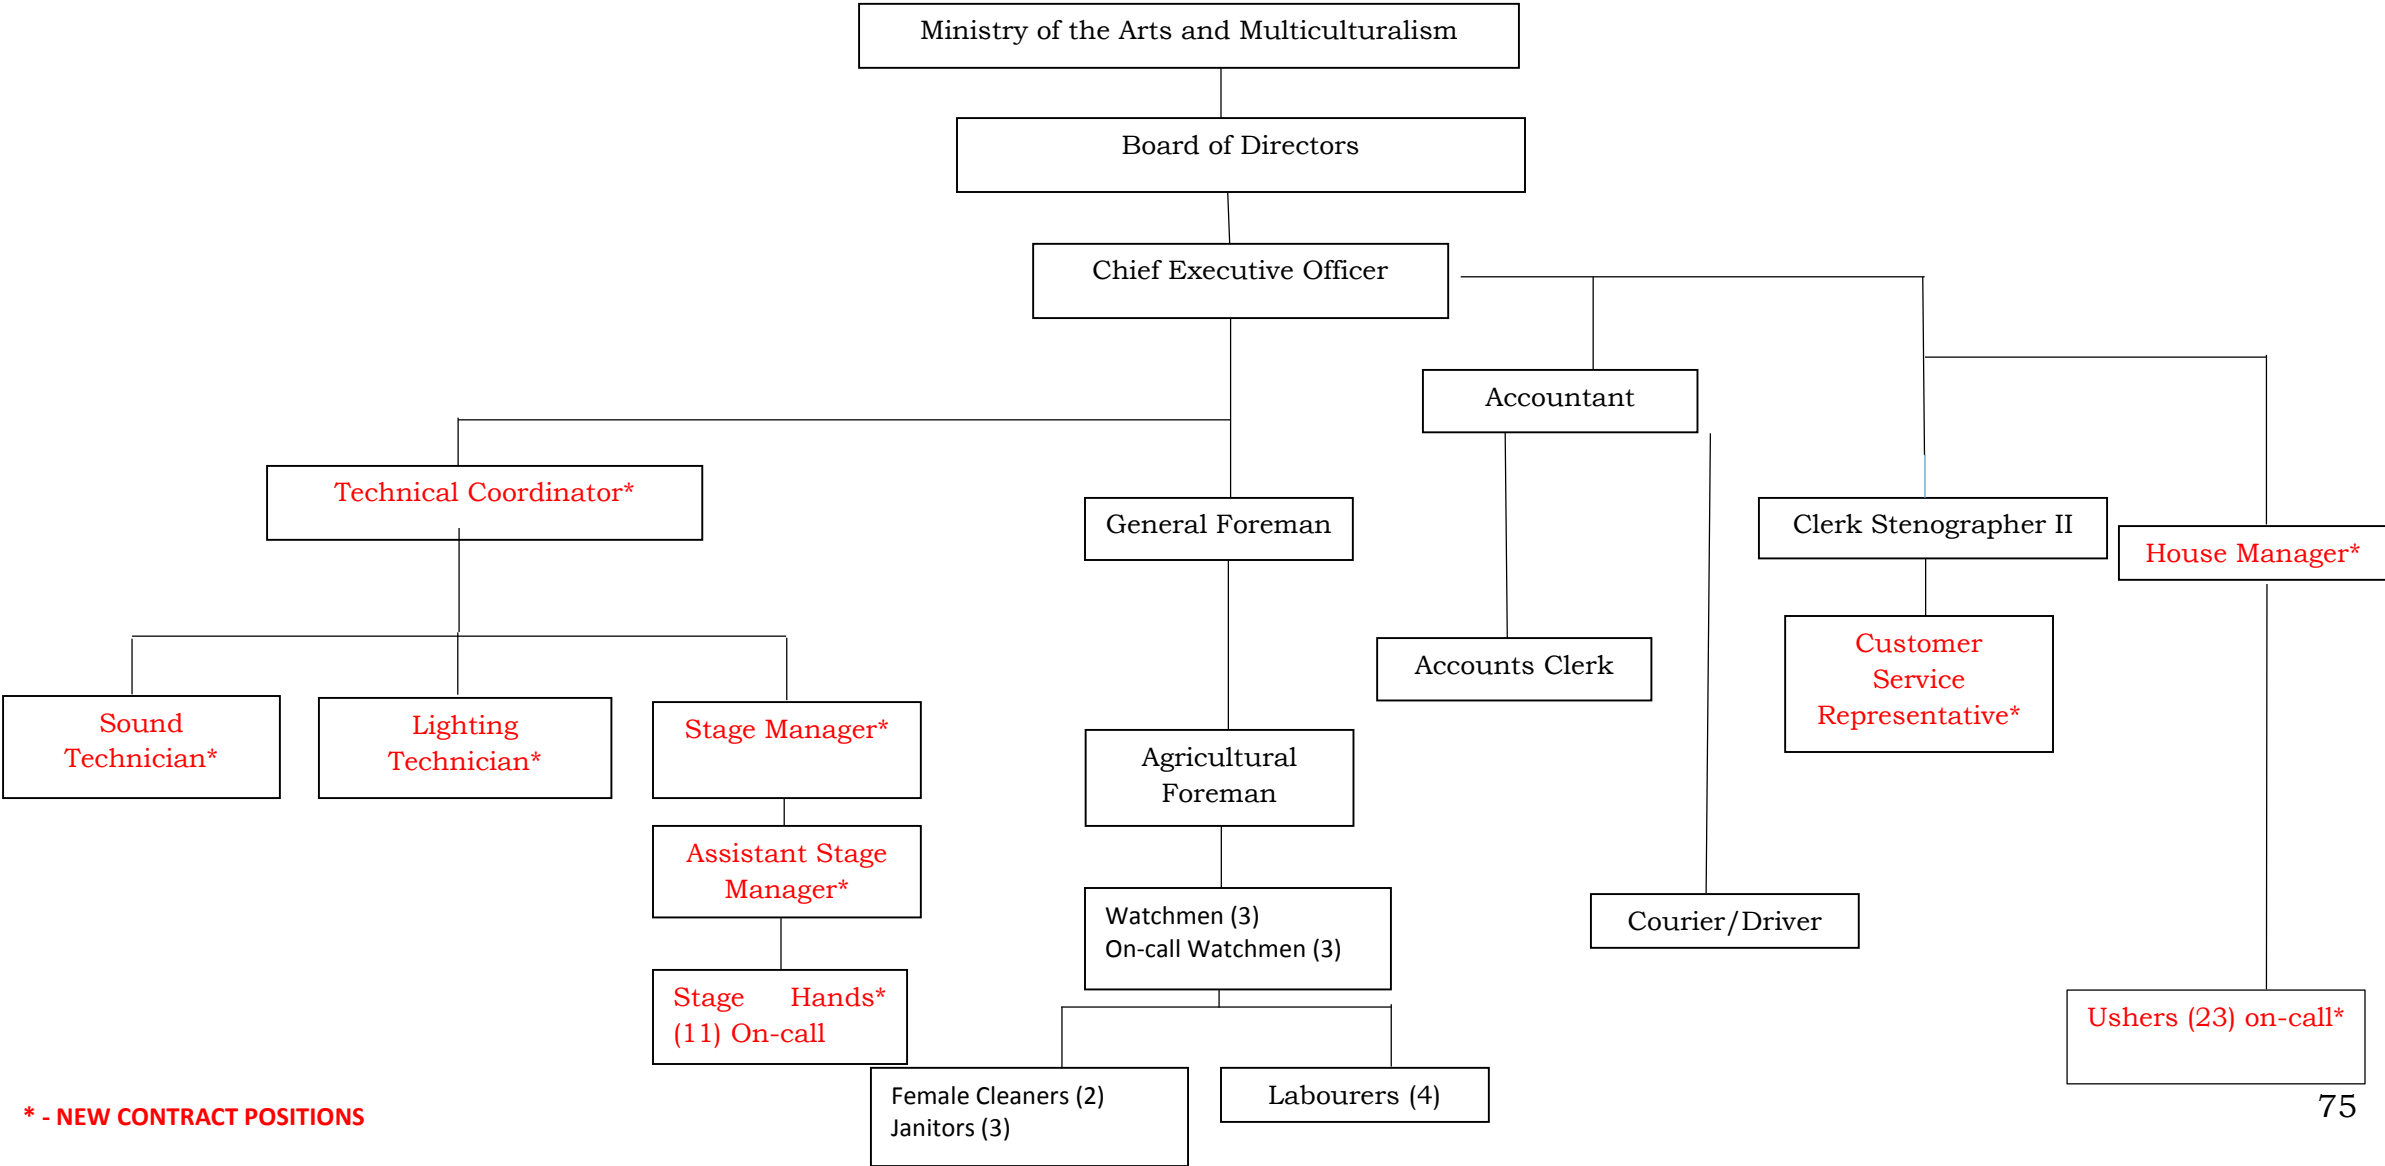 Ministry of the Arts and Multiculturalism
Board of Directors
Chief Executive Officer
Accountant
Technical Coordinator*
General Foreman
Clerk Stenographer II
House Manager*
Customer
Service
Representative*
Accounts Clerk
Sound
Technician*
Lighting
Technician*
Stage Manager*
Agricultural
Foreman
Assistant Stage
Manager*
Watchmen (3)
On-call Watchmen (3)
Courier/Driver
Stage Hands*
(11) On-call
Ushers (23) on-call*
Female Cleaners (2)
Janitors (3)
Labourers (4)
* - NEW CONTRACT POSITIONS
75